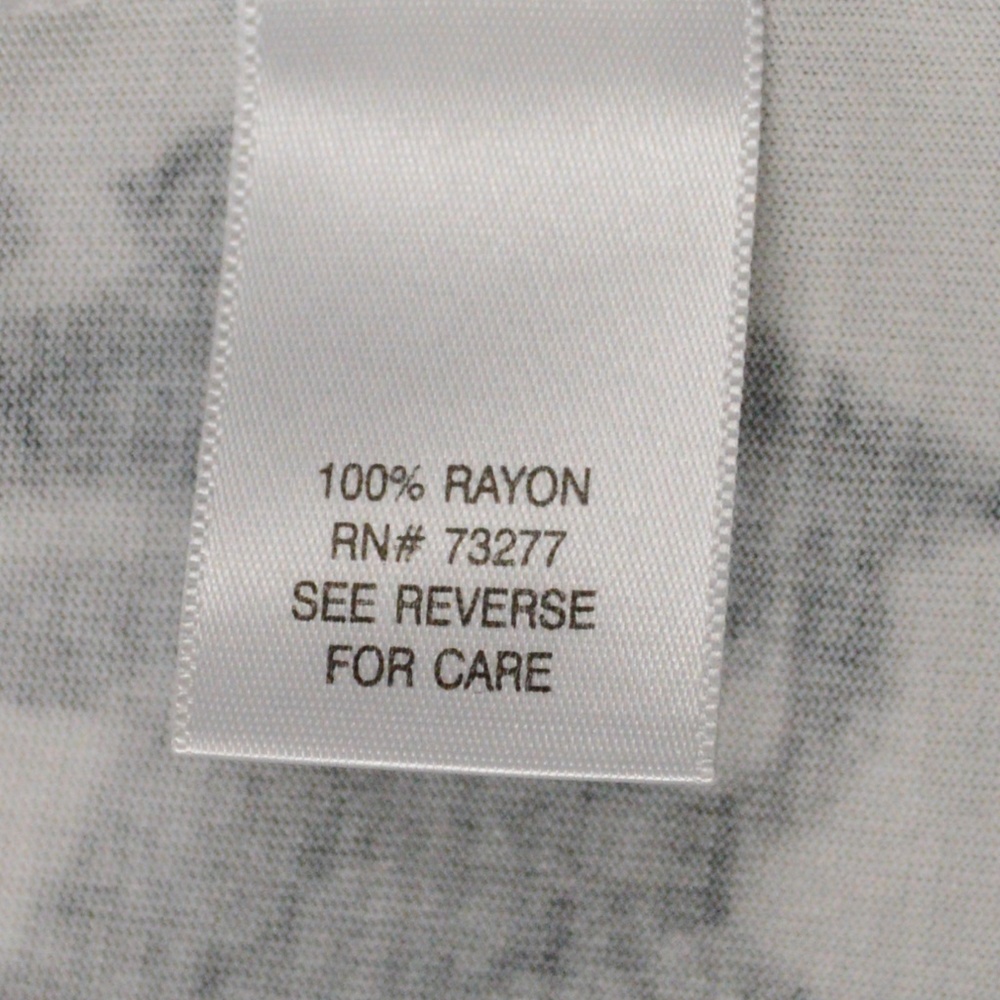 100% RAYON
RN# 73277
SEE REVERSE
FOR CARE